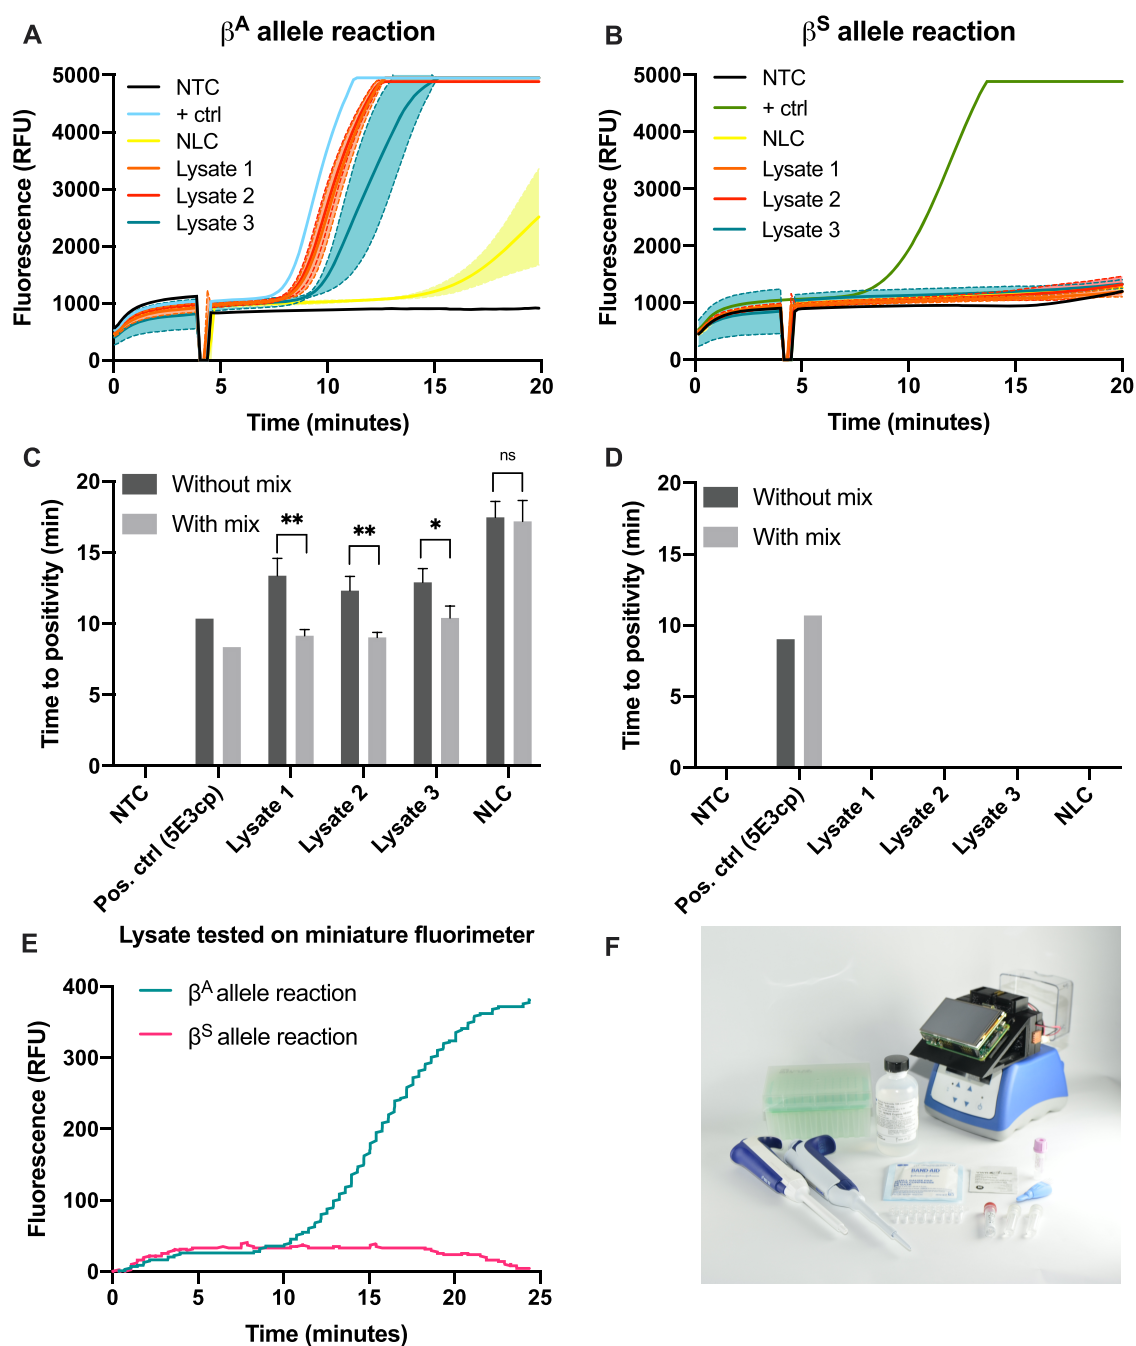 A
βA allele reaction
Fluorescence (RFU)
5000
4000
3000
2000
1000
0
NTC
+ ctrl
NLC
Lysate 1
Lysate 2
Lysate 3
0 5 10 15 20
Time (minutes)
B
βS allele reaction
Fluorescence (RFU)
5000
4000
3000
2000
1000
0
NTC
+ ctrl
NLC
Lysate 1
Lysate 2
Lysate 3
0 5 10 15 20
Time (minutes)
C
Time to positivity (min)
20
15
10
5
0
Without mix
With mix
** ** * ns
NTC
Pos. ctrl (5E3cp)
Lysate 1
Lysate 2
Lysate 3
NLC
D
Time to positivity (min)
20
15
10
5
0
Without mix
With mix
NTC
Pos. ctrl (5E3cp)
Lysate 1
Lysate 2
Lysate 3
NLC
E
Lysate tested on miniature fluorimeter
Fluorescence (RFU)
400
300
200
100
0
βA allele reaction
βS allele reaction
0 5 10 15 20 25
Time (minutes)
F
BAND-AID